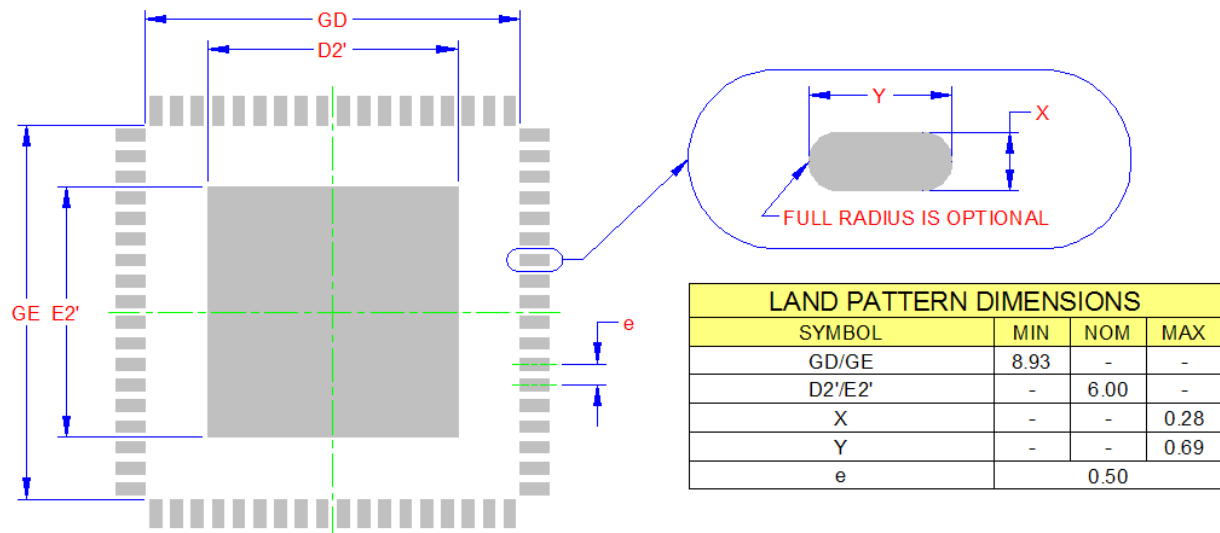 GD
D2'
GE E2'
e
Y
X
FULL RADIUS IS OPTIONAL
LAND PATTERN DIMENSIONS
SYMBOL MIN NOM MAX
GD/GE 8.93 - -
D2'/E2' - 6.00 -
X - - 0.28
Y - - 0.69
e 0.50